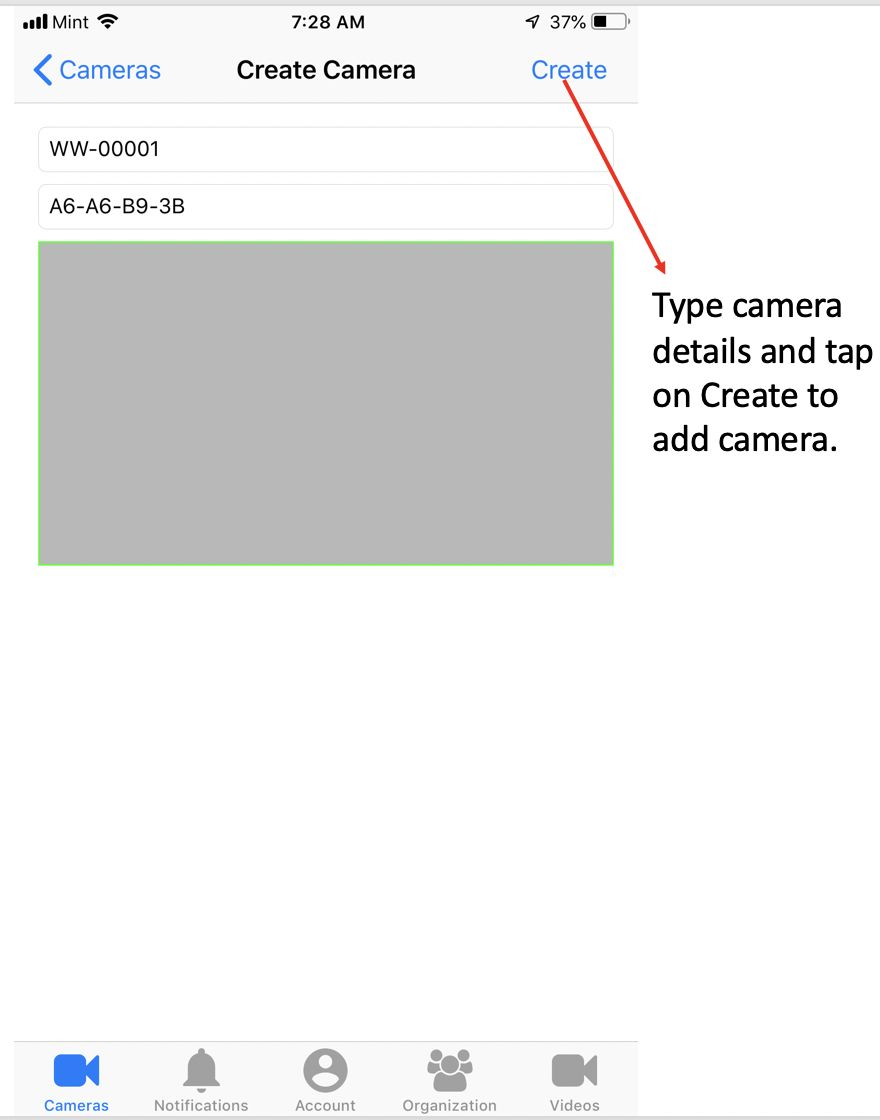 Mint 7:28 AM 37%
Cameras Create Camera Create
WW-00001
A6-A6-B9-3B
Type camera
details and tap
on Create to
add camera.
Cameras Notifications Account Organization Videos